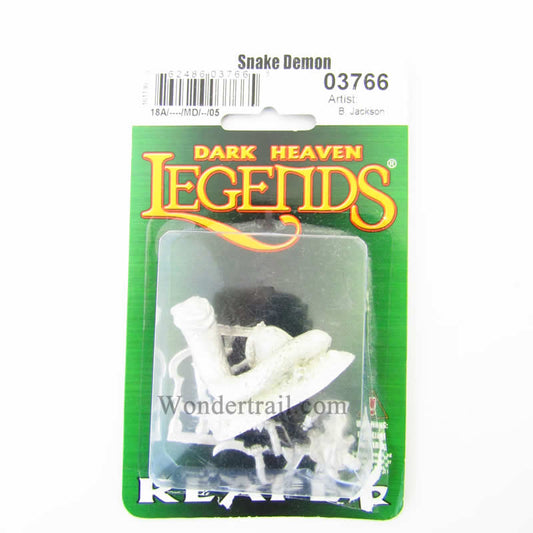 Snake Demon
03766
Artist
B. Jackson
18A/----/MD/--/05
DARK HEAVEN
LEGENDS®
Wondertrail.com
REAPER